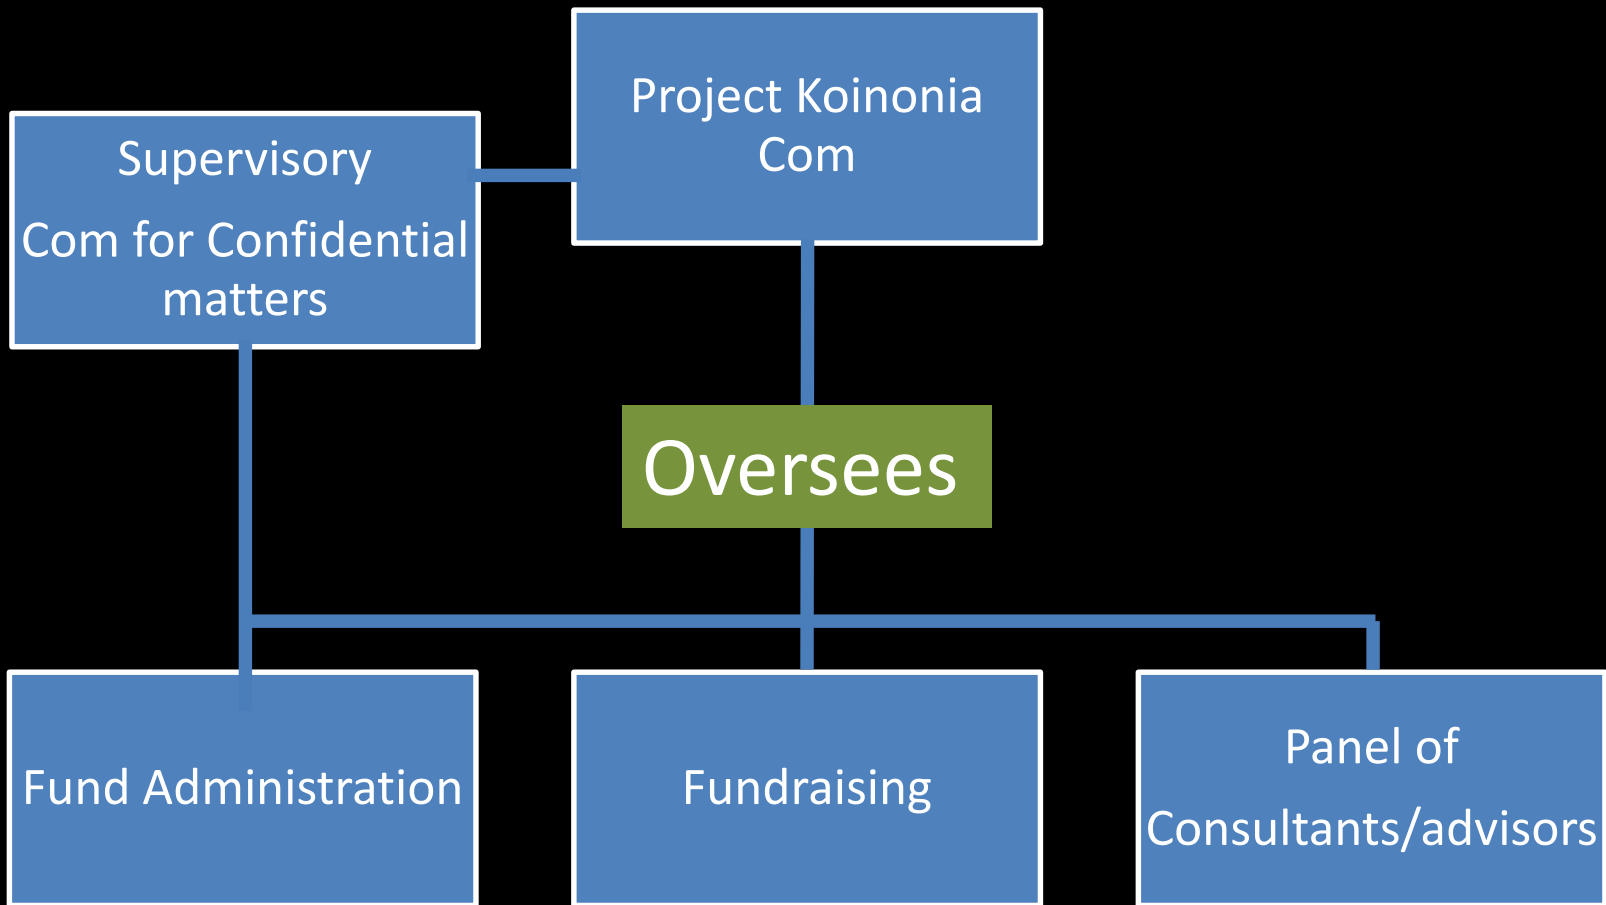 Project Koinonia
Com
Supervisory
Com for Confidential
matters
Oversees
Fund Administration
Fundraising
Panel of
Consultants/advisors